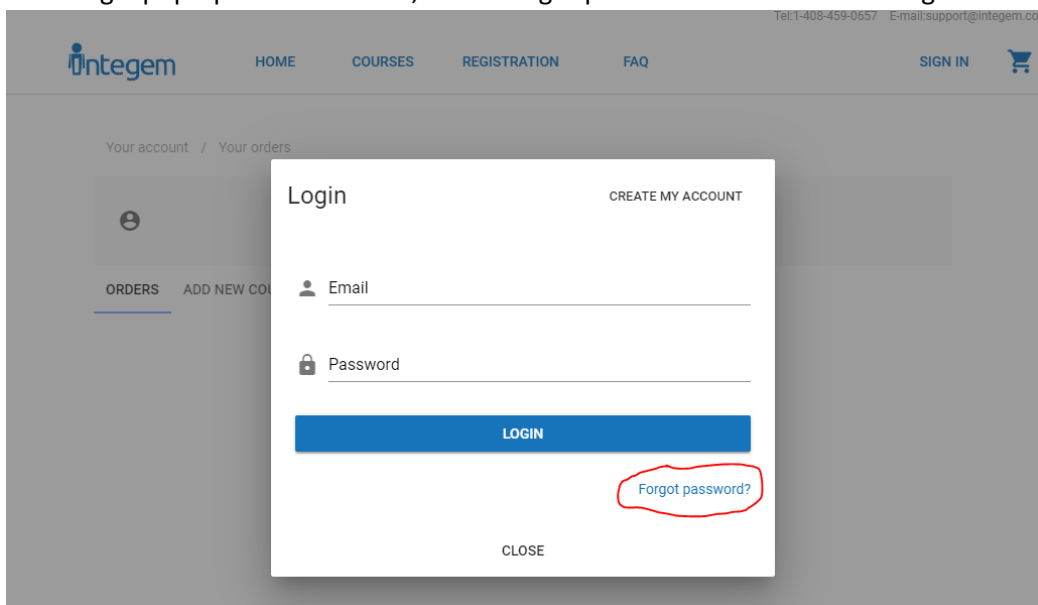 Tel:1-408-459-0657 E-mail:support@integem.co
integem HOME COURSES REGISTRATION FAQ SIGN IN
Your account / Your orders
Login CREATE MY ACCOUNT
Email
ORDERS ADD NEW COU
Password
LOGIN
Forgot password?
CLOSE